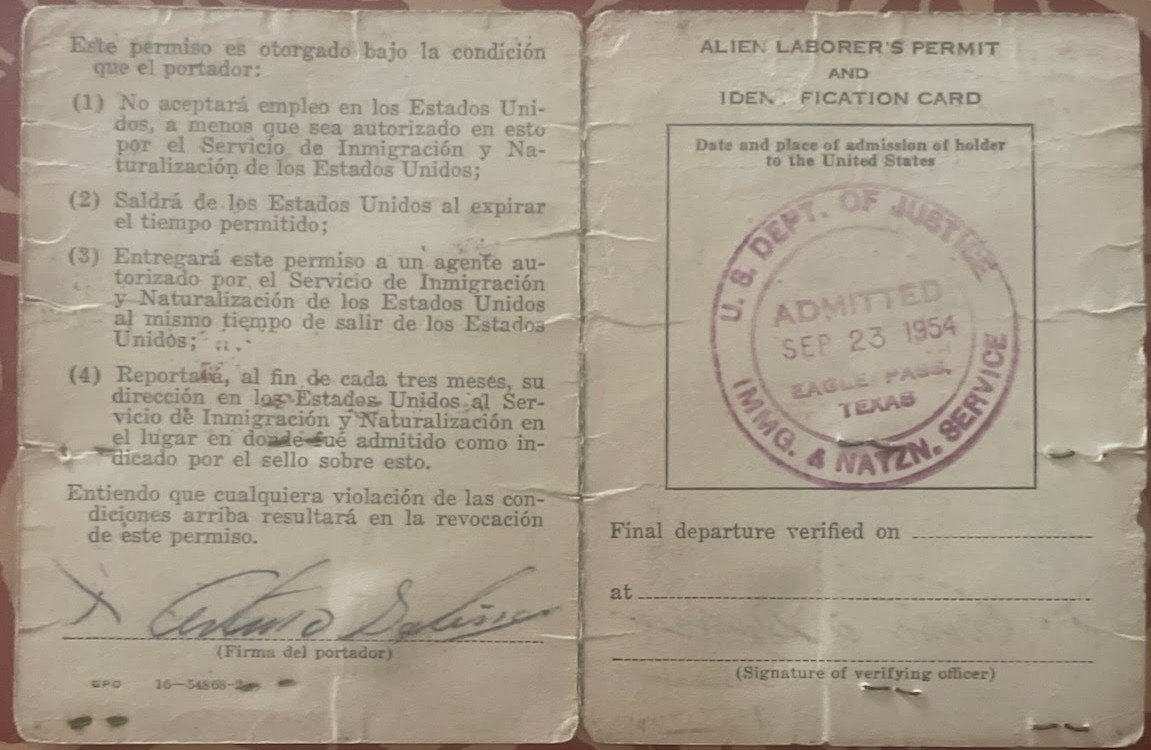 Este permiso es otorgado bajo la condición
que el portador:
(1) No aceptará empleo en los Estados Uni-
dos, a menos que sea autorizado en esto
por el Servicio de Inmigración y Na-
turalización de los Estados Unidos;
(2) Saldrá de los Estados Unidos al expirar
el tiempo permitido;
(3) Entregará este permiso a un agente au-
torizado por el Servicio de Inmigración
y Naturalización de los Estados Unidos
al mismo tiempo de salir de los Estados
Unidos;
(4) Reportará, al fin de cada tres meses, su
dirección en los Estados Unidos al Ser-
vicio de Inmigración y Naturalización en
el lugar en donde fué admitido como in-
dicado por el sello sobre esto.
Entiendo que cualquiera violación de las con-
diciones arriba resultará en la revocación
de este permiso.
X Arturo
(Firma del portador)
GPO 16—54868-2
ALIEN LABORER'S PERMIT
AND
IDEN FICATION CARD
Date and place of admission of holder
to the United States
U. S. DEPT. OF JUSTICE
ADMITTED
SEP 23 1954
EAGLE PASS,
TEXAS
IMMG. & NATZN. SERVICE
Final departure verified on
at
(Signature of verifying officer)